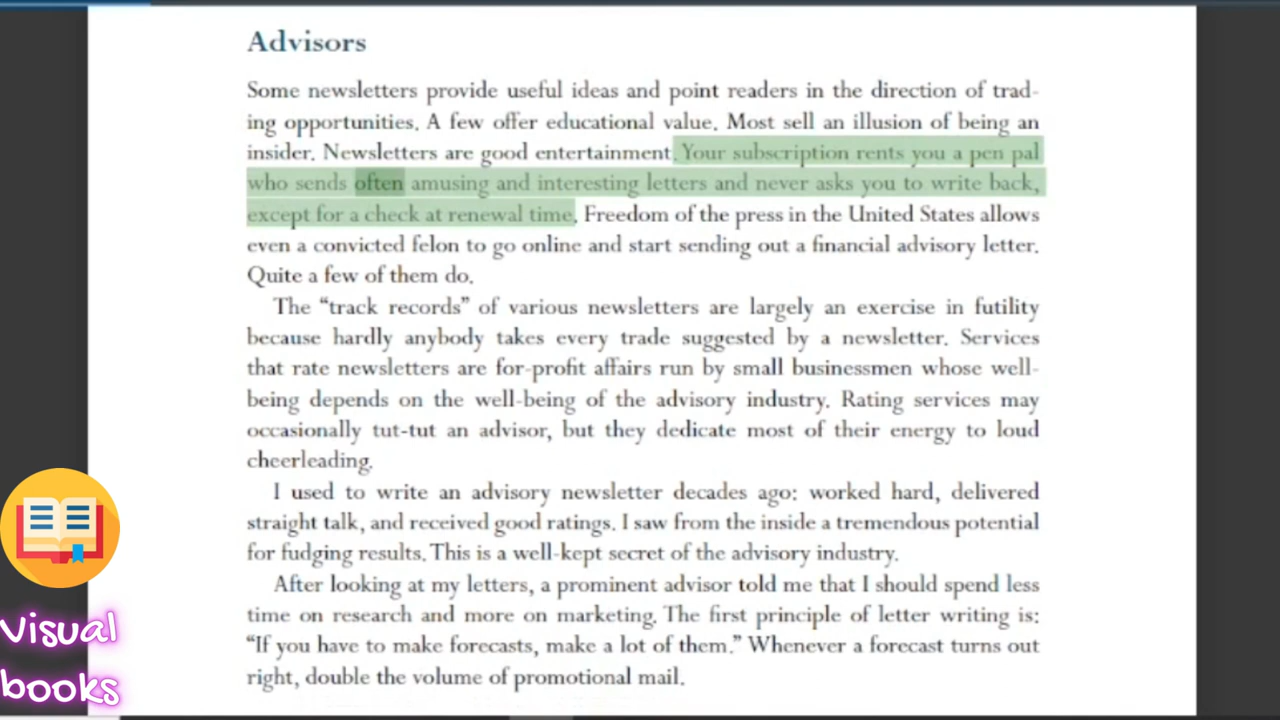 Advisors
Some newsletters provide useful ideas and point readers in the direction of trad-
ing opportunities. A few offer educational value. Most sell an illusion of being an
insider. Newsletters are good entertainment. Your subscription rents you a pen pal
who sends often amusing and interesting letters and never asks you to write back,
except for a check at renewal time. Freedom of the press in the United States allows
even a convicted felon to go online and start sending out a financial advisory letter.
Quite a few of them do.
The “track records” of various newsletters are largely an exercise in futility
because hardly anybody takes every trade suggested by a newsletter. Services
that rate newsletters are for-profit affairs run by small businessmen whose well-
being depends on the well-being of the advisory industry. Rating services may
occasionally tut-tut an advisor, but they dedicate most of their energy to loud
cheerleading.
I used to write an advisory newsletter decades ago: worked hard, delivered
straight talk, and received good ratings. I saw from the inside a tremendous potential
for fudging results. This is a well-kept secret of the advisory industry.
After looking at my letters, a prominent advisor told me that I should spend less
time on research and more on marketing. The first principle of letter writing is:
“If you have to make forecasts, make a lot of them.” Whenever a forecast turns out
right, double the volume of promotional mail.
Visual
books